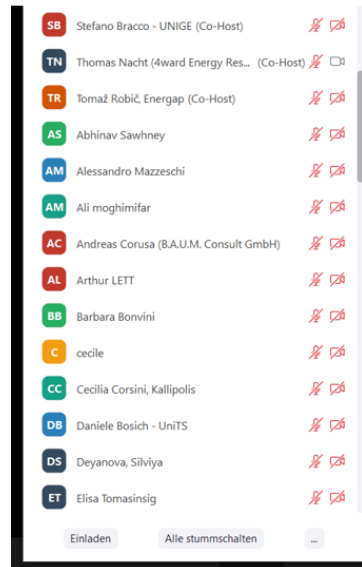 SB Stefano Bracco - UNIGE (Co-Host)
TN Thomas Nacht (4ward Energy Res... (Co-Host)
TR Tomaž Robič, Energap (Co-Host)
AS Abhinav Sawhney
AM Alessandro Mazzeschi
AM Ali moghimifar
AC Andreas Corusa (B.A.U.M. Consult GmbH)
AL Arthur LETT
BB Barbara Bonvini
C cecile
CC Cecilia Corsini, Kallipolis
DB Daniele Bosich - UniTS
DS Deyanova, Silviya
ET Elisa Tomasinsig
Einladen Alle stummschalten ...